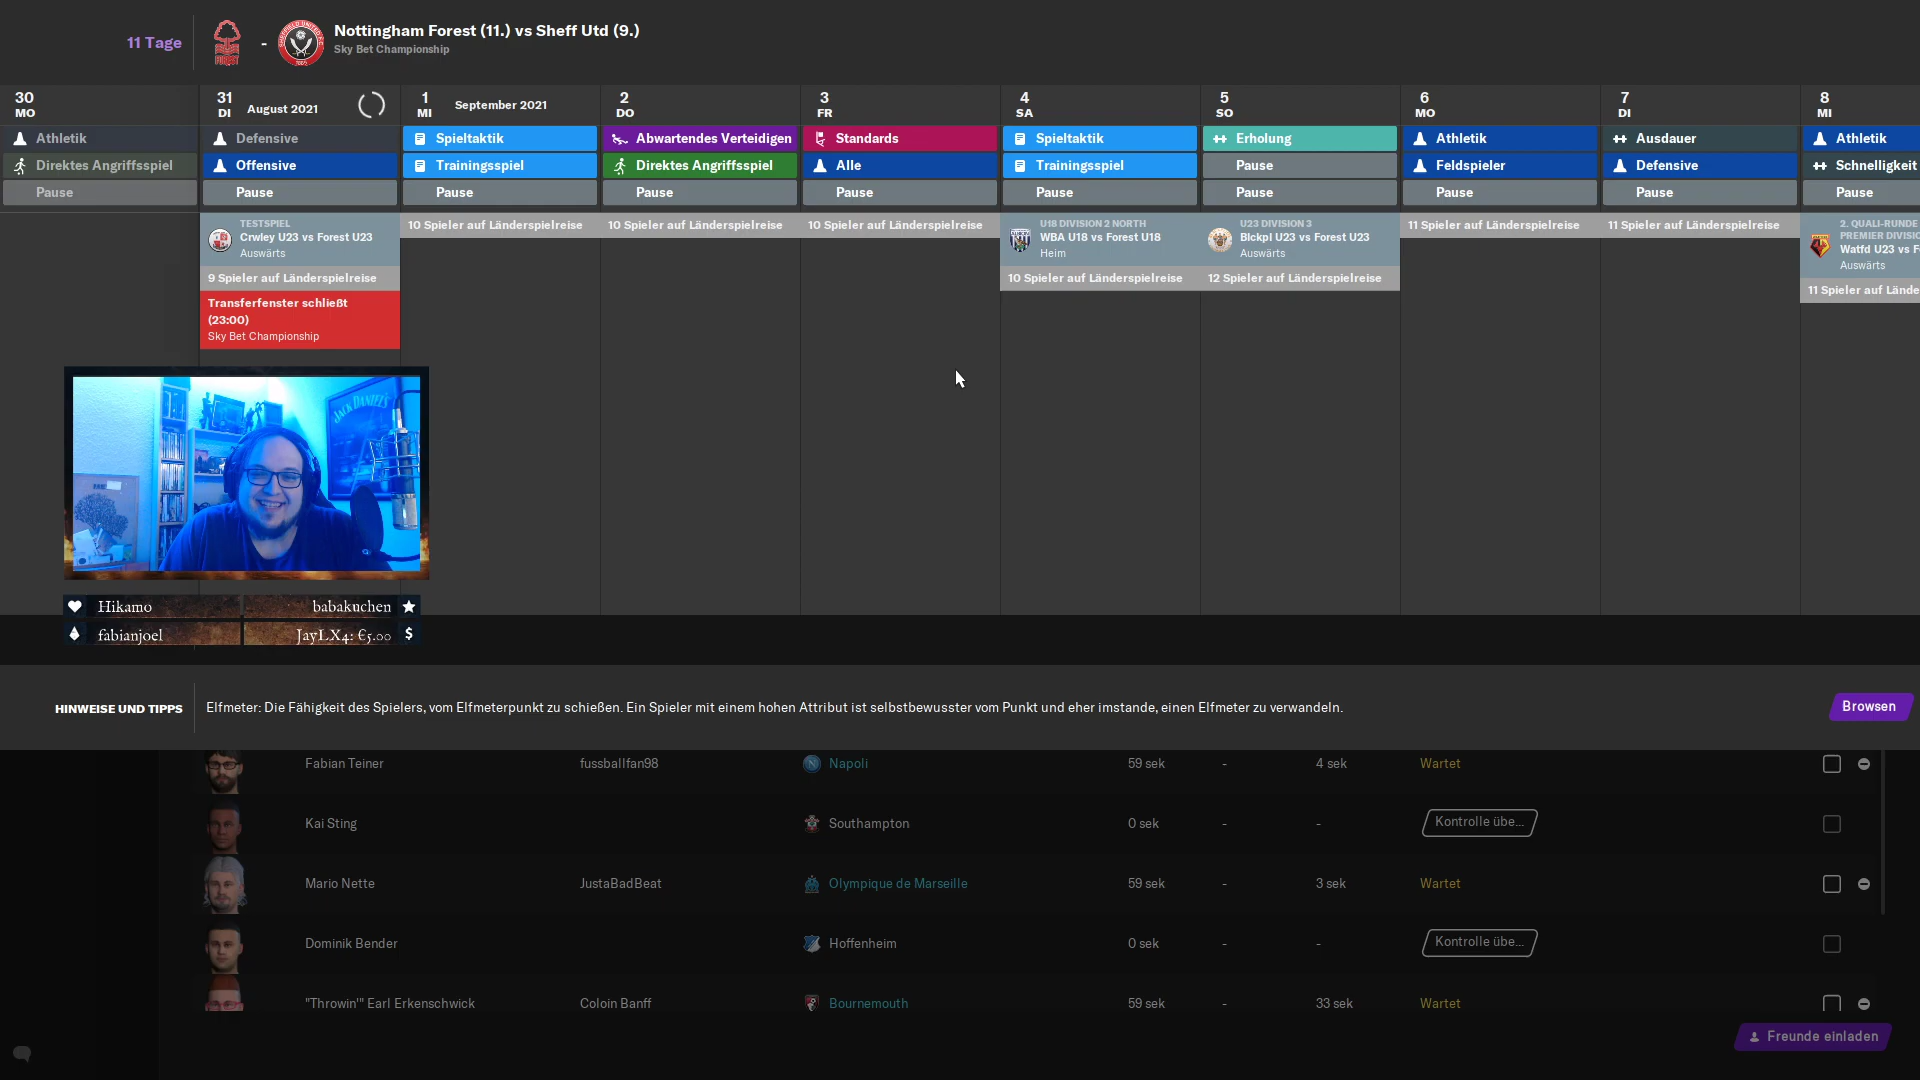 11 Tage
-
Nottingham Forest (11.) vs Sheff Utd (9.)
Sky Bet Championship
30
MO
31
DI
August 2021
1
MI
September 2021
2
DO
3
FR
4
SA
5
SO
6
MO
7
DI
8
MI
Athletik
Defensive
Spieltaktik
Abwartendes Verteidigen
Standards
Spieltaktik
Erholung
Athletik
Ausdauer
Athletik
Direktes Angriffsspiel
Offensive
Trainingsspiel
Direktes Angriffsspiel
Alle
Trainingsspiel
Pause
Feldspieler
Defensive
Schnelligkeit
Pause
Pause
Pause
Pause
Pause
Pause
Pause
Pause
Pause
Pause
TESTSPIEL
Crwley U23 vs Forest U23
Auswärts
9 Spieler auf Länderspielreise
Transferfenster schließt
(23:00)
Sky Bet Championship
10 Spieler auf Länderspielreise
10 Spieler auf Länderspielreise
10 Spieler auf Länderspielreise
U18 DIVISION 2 NORTH
WBA U18 vs Forest U18
Heim
10 Spieler auf Länderspielreise
U23 DIVISION 3
Blckpl U23 vs Forest U23
Auswärts
12 Spieler auf Länderspielreise
11 Spieler auf Länderspielreise
11 Spieler auf Länderspielreise
2. QUALI-RUNDE
PREMIER DIVISIO
Watfd U23 vs F
Auswärts
11 Spieler auf Lände
JACK DANIEL'S
Hikamo
babakuchen
fabianjoel
JayLX4: €5.00
HINWEISE UND TIPPS
Elfmeter: Die Fähigkeit des Spielers, vom Elfmeterpunkt zu schießen. Ein Spieler mit einem hohen Attribut ist selbstbewusster vom Punkt und eher imstande, einen Elfmeter zu verwandeln.
Browsen
Fabian Teiner
fussballfan98
Napoli
59 sek
-
4 sek
Wartet
Kai Sting
Southampton
0 sek
-
-
Kontrolle übe...
Mario Nette
JustaBadBeat
Olympique de Marseille
59 sek
-
3 sek
Wartet
Dominik Bender
Hoffenheim
0 sek
-
-
Kontrolle übe...
"Throwin'" Earl Erkenschwick
Coloin Banff
Bournemouth
59 sek
-
33 sek
Wartet
Freunde einladen